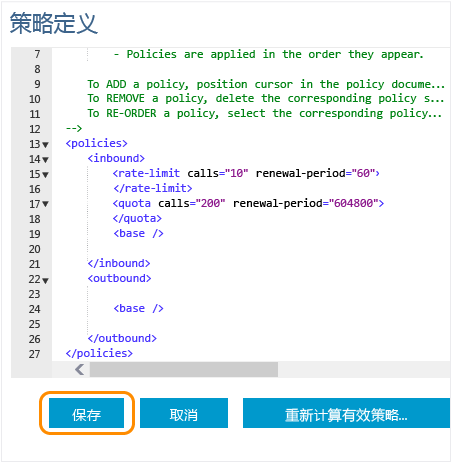 策略定义
7 - Policies are applied in the order they appear.
8
9 To ADD a policy, position cursor in the policy docume...
10 To REMOVE a policy, delete the corresponding policy s...
11 To RE-ORDER a policy, select the corresponding policy...
12 -->
13 <policies>
14 <inbound>
15 <rate-limit calls="10" renewal-period="60">
16 </rate-limit>
17 <quota calls="200" renewal-period="604800">
18 </quota>
19 <base />
20
21 </inbound>
22 <outbound>
23
24 <base />
25
26 </outbound>
27 </policies>
保存 取消 重新计算有效策略...